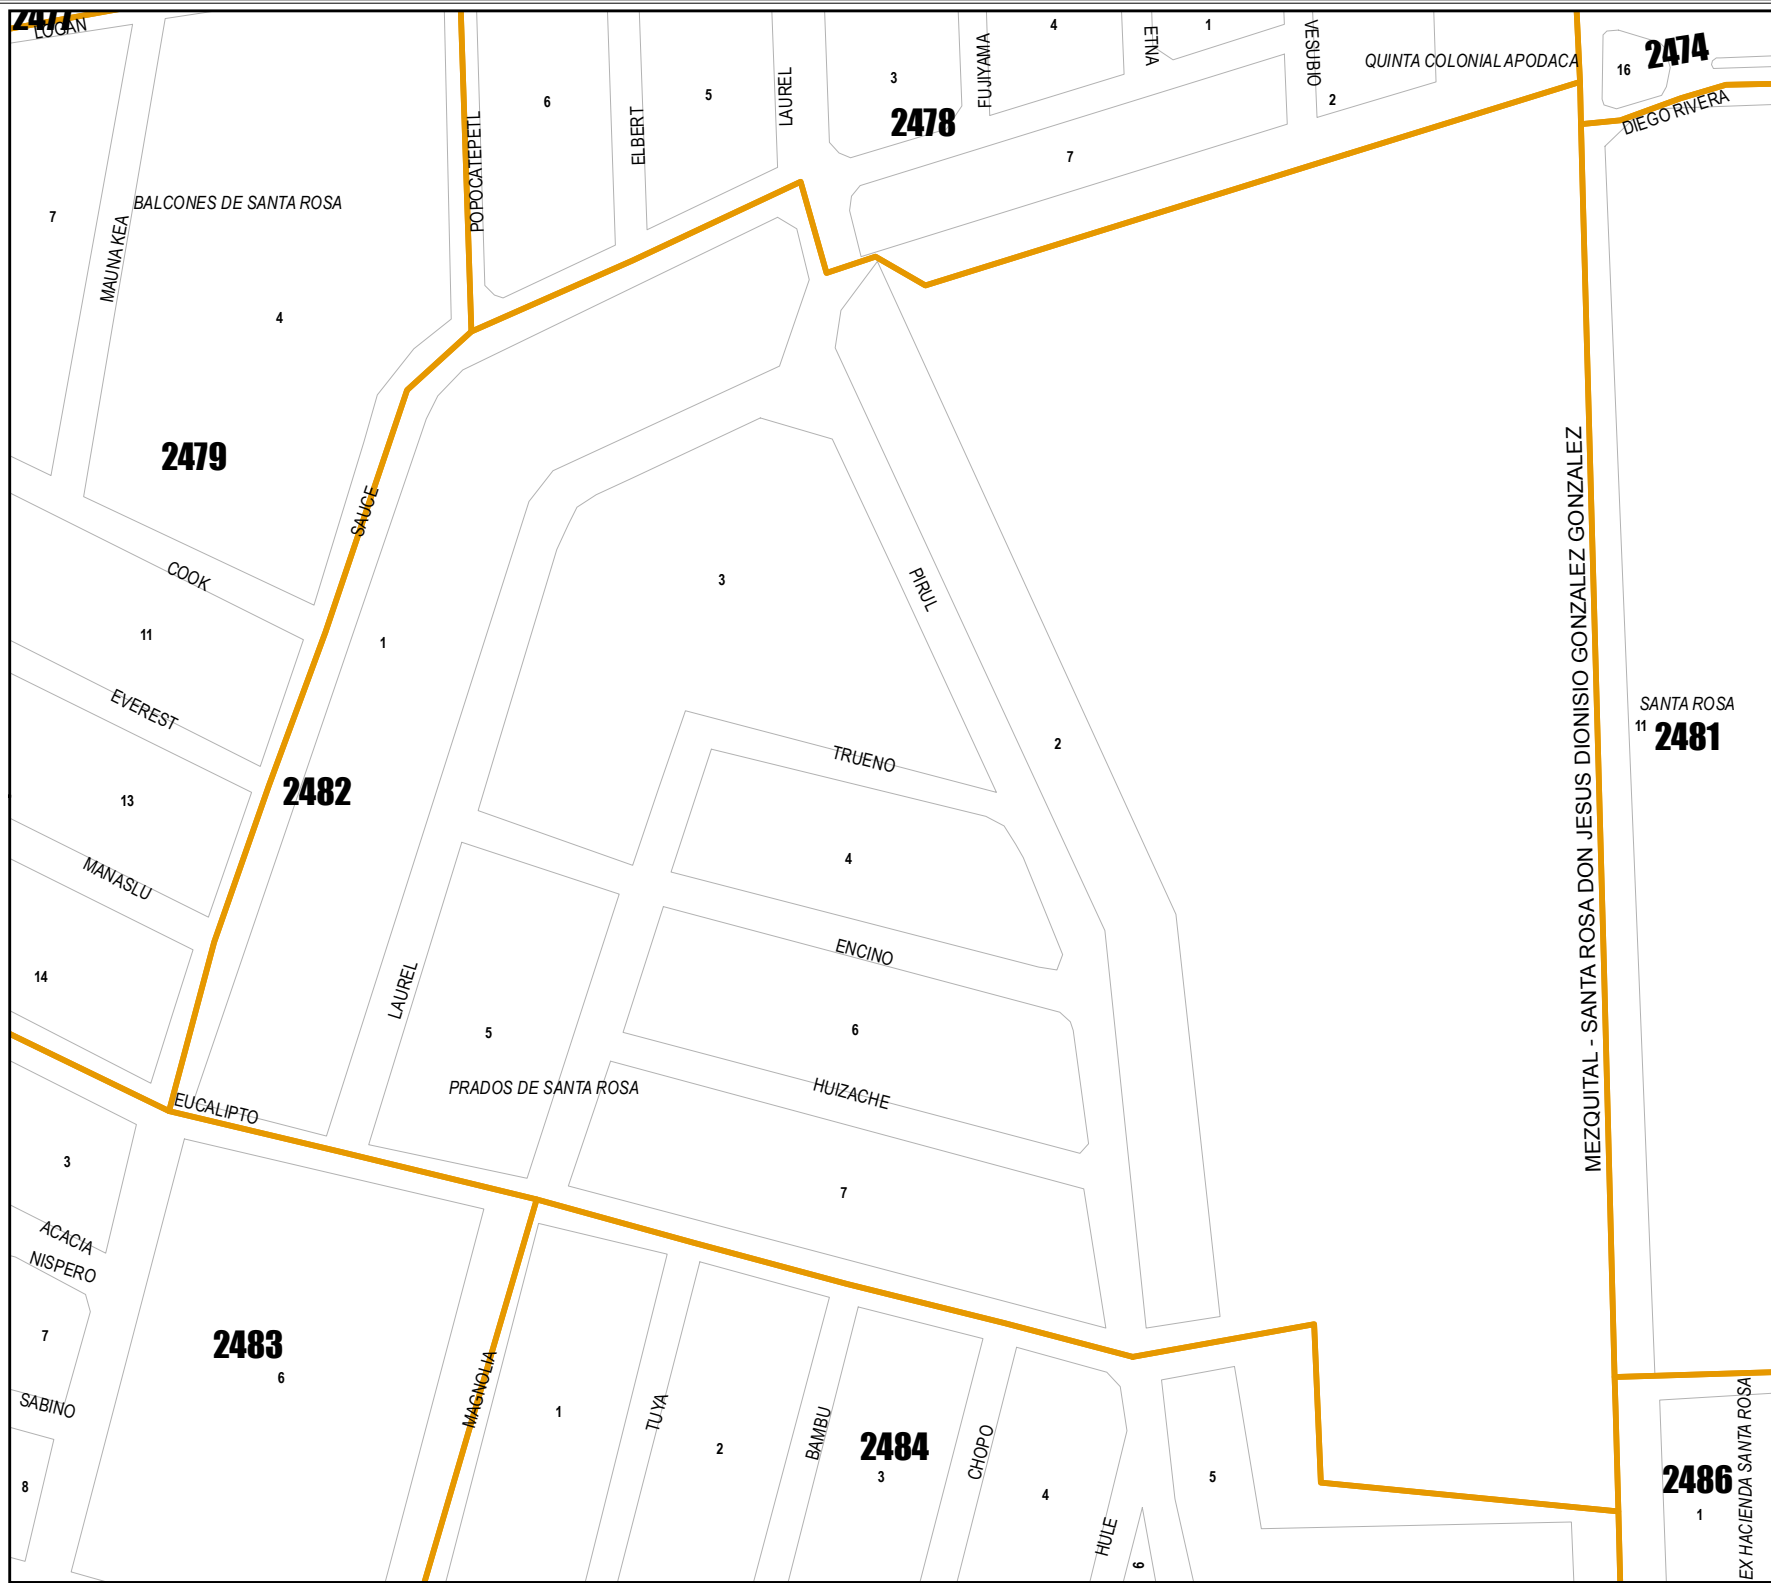 2477
LOGAN
4
1
ETNA
VESUBIO
FUJIYAMA
QUINTA COLONIAL APODACA
2474
16
DIEGO RIVERA
3
LAUREL
5
6
2
2478
ELBERT
POPOCATEPETL
7
BALCONES DE SANTA ROSA
7
MAUNA KEA
4
2479
SAUCE
COOK
3
PIRUL
11
1
EVEREST
MEZQUITAL - SANTA ROSA DON JESUS DIONISIO GONZALEZ GONZALEZ
SANTA ROSA
11
2481
2
TRUENO
2482
13
4
MANASLU
ENCINO
14
LAUREL
5
6
PRADOS DE SANTA ROSA
HUIZACHE
EUCALIPTO
3
7
ACACIA
NISPERO
7
2483
6
MAGNOLIA
SABINO
1
TUYA
2
BAMBU
2484
3
CHOPO
4
HULE
6
5
8
2486
1
EX HACIENDA SANTA ROSA